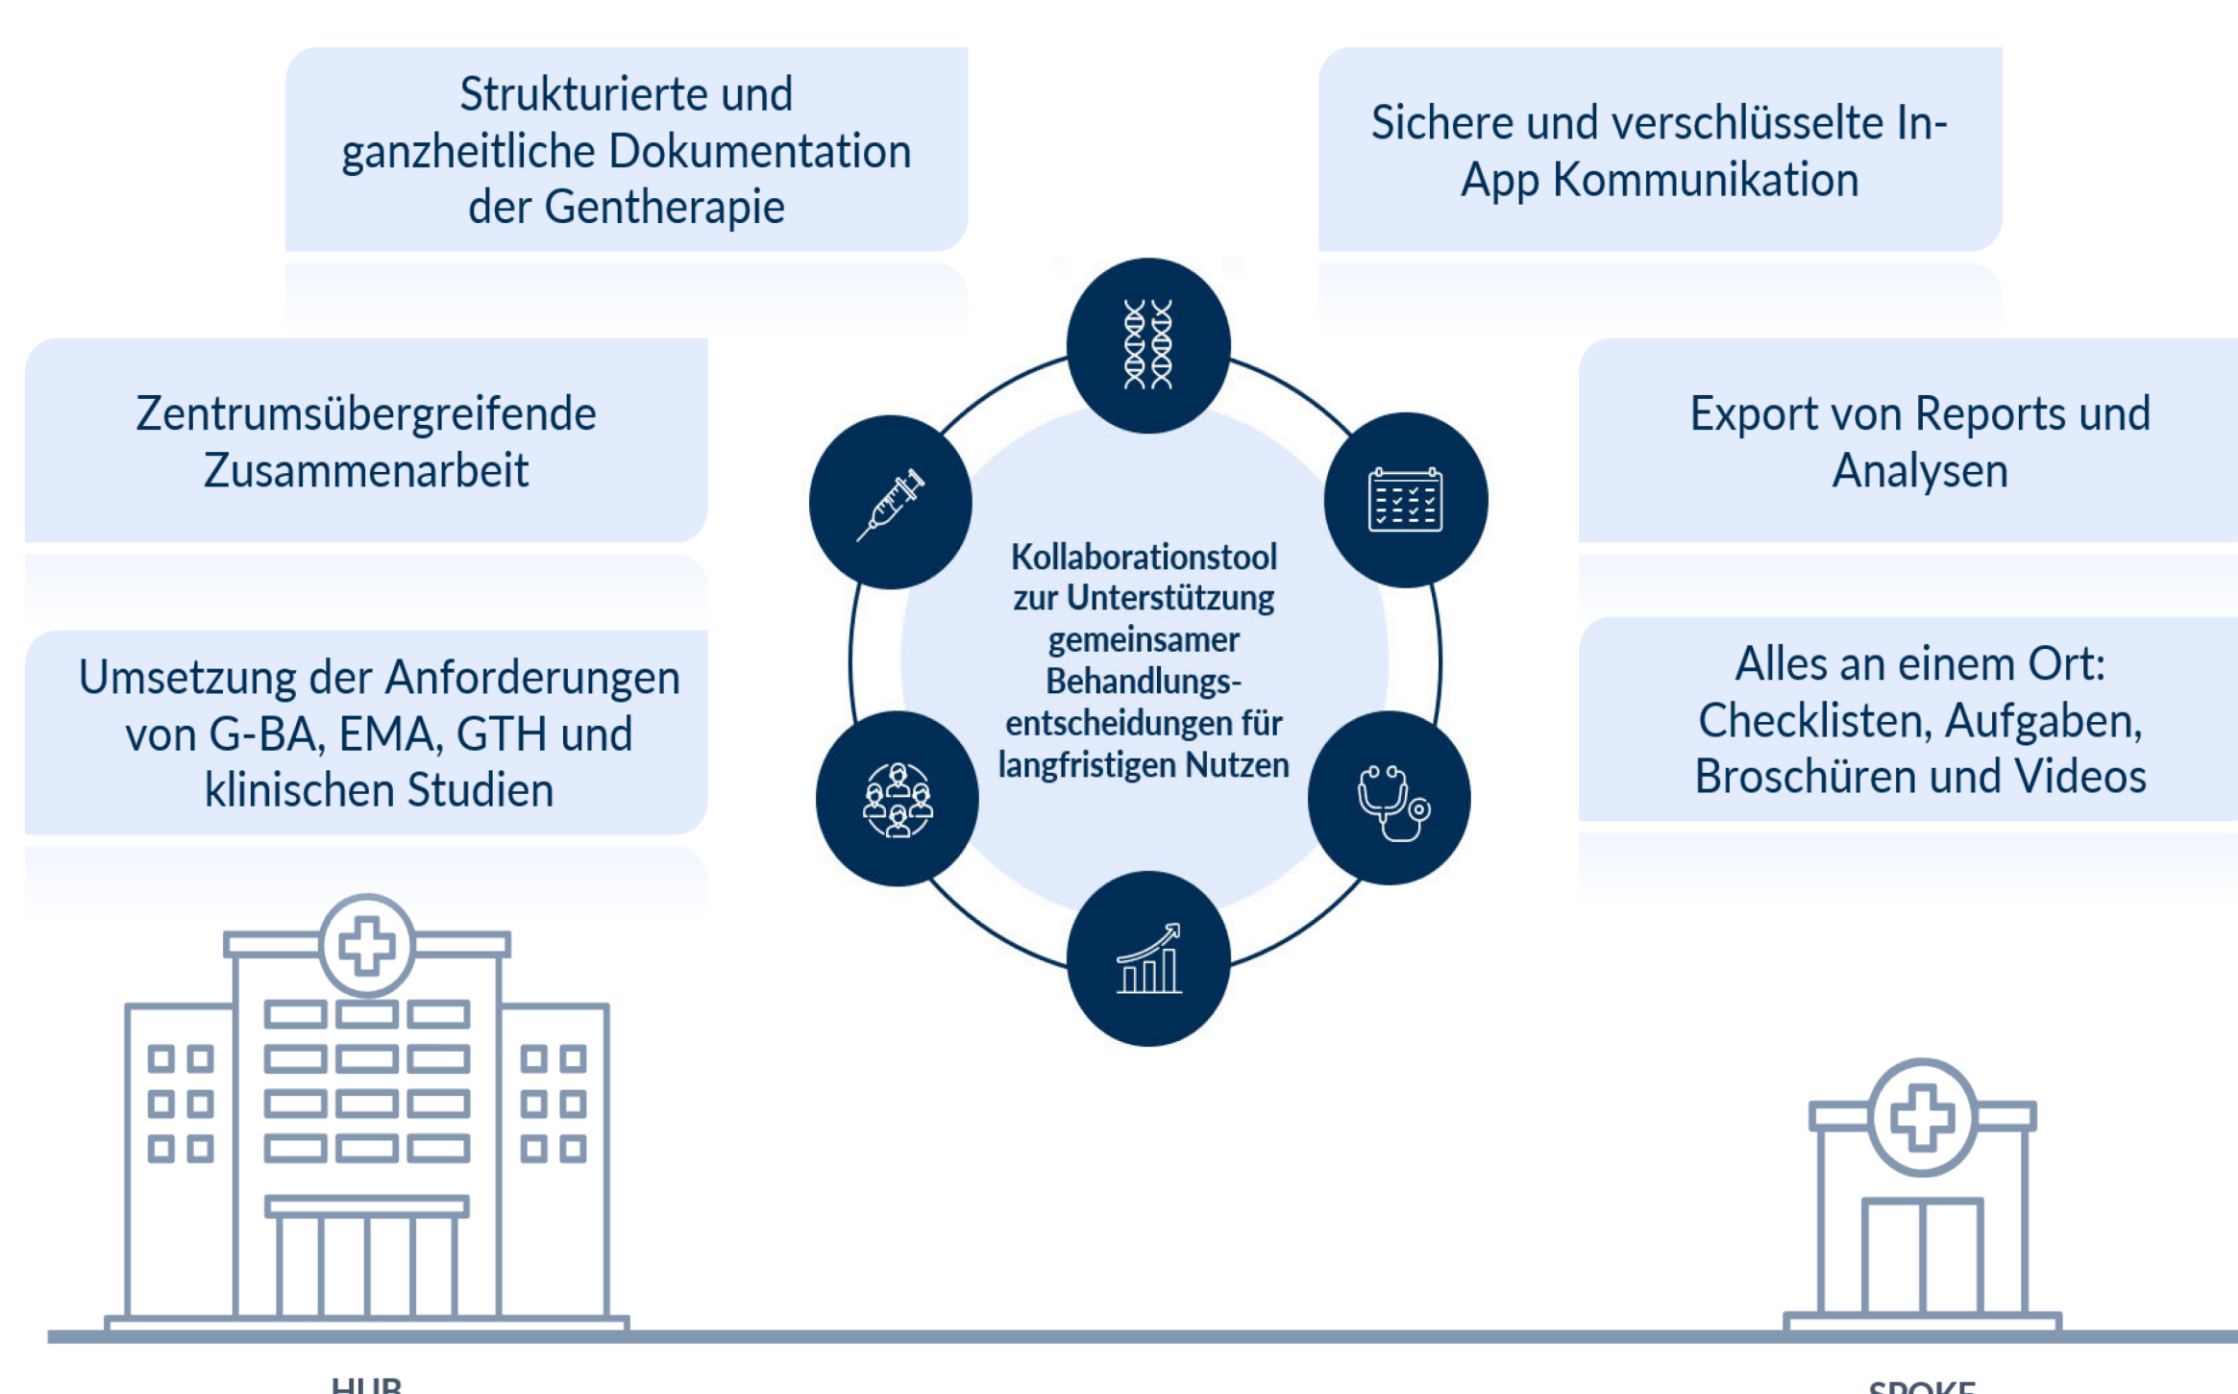 Strukturierte und
ganzheitliche Dokumentation
der Gentherapie
Sichere und verschlüsselte In-
App Kommunikation
Zentrumsübergreifende
Zusammenarbeit
Export von Reports und
Analysen
Kollaborationstool
zur Unterstützung
gemeinsamer
Behandlungs-
entscheidungen für
langfristigen Nutzen
Umsetzung der Anforderungen
von G-BA, EMA, GTH und
klinischen Studien
Alles an einem Ort:
Checklisten, Aufgaben,
Broschüren und Videos
HUB
SPOKE